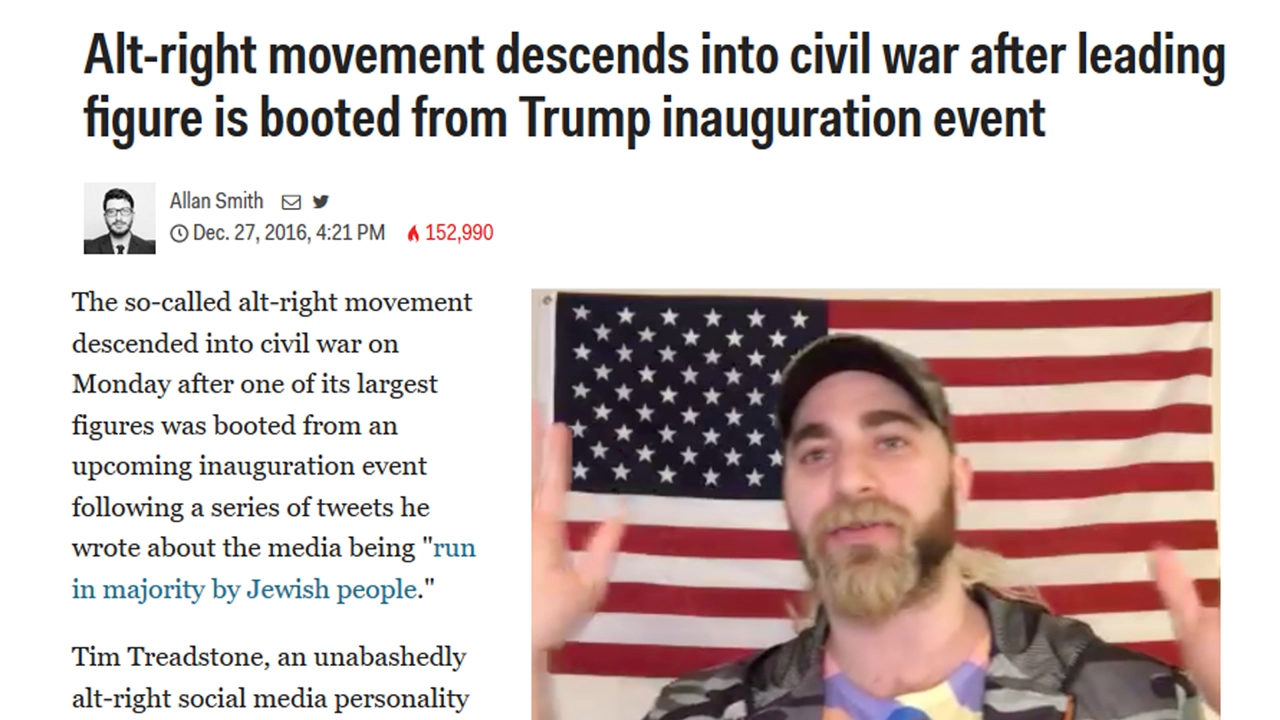 Alt-right movement descends into civil war after leading
figure is booted from Trump inauguration event
Allan Smith
Dec. 27, 2016, 4:21 PM 152,990
The so-called alt-right movement
descended into civil war on
Monday after one of its largest
figures was booted from an
upcoming inauguration event
following a series of tweets he
wrote about the media being "run
in majority by Jewish people."
Tim Treadstone, an unabashedly
alt-right social media personality